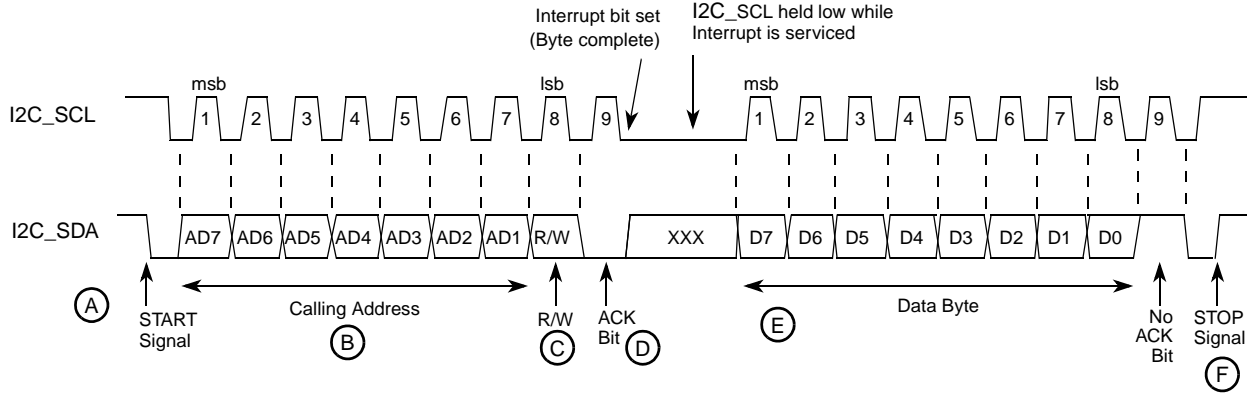 Interrupt bit set
(Byte complete)
I2C_SCL held low while
Interrupt is serviced
msb
lsb
msb
lsb
I2C_SCL
1 2 3 4 5 6 7 8 9
1 2 3 4 5 6 7 8 9
I2C_SDA
AD7 AD6 AD5 AD4 AD3 AD2 AD1 R/W
XXX
D7 D6 D5 D4 D3 D2 D1 D0
A
START
Signal
Calling Address
B
R/W
C
ACK
Bit
D
E
Data Byte
No
ACK
Bit
STOP
Signal
F